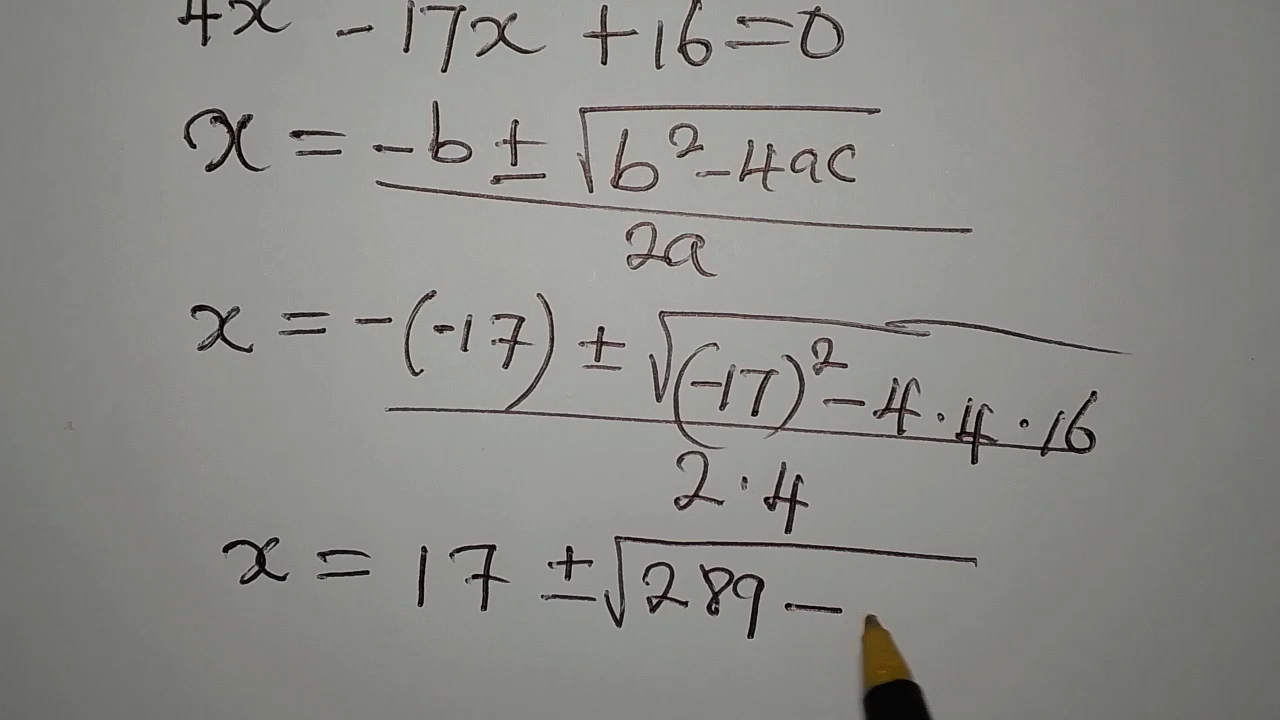 4x - 17x + 16 = 0
x = -b ± √b² - 4ac
2a
x = -(-17) ± √(-17)² - 4·4·16
2·4
x = 17 ± √289 -